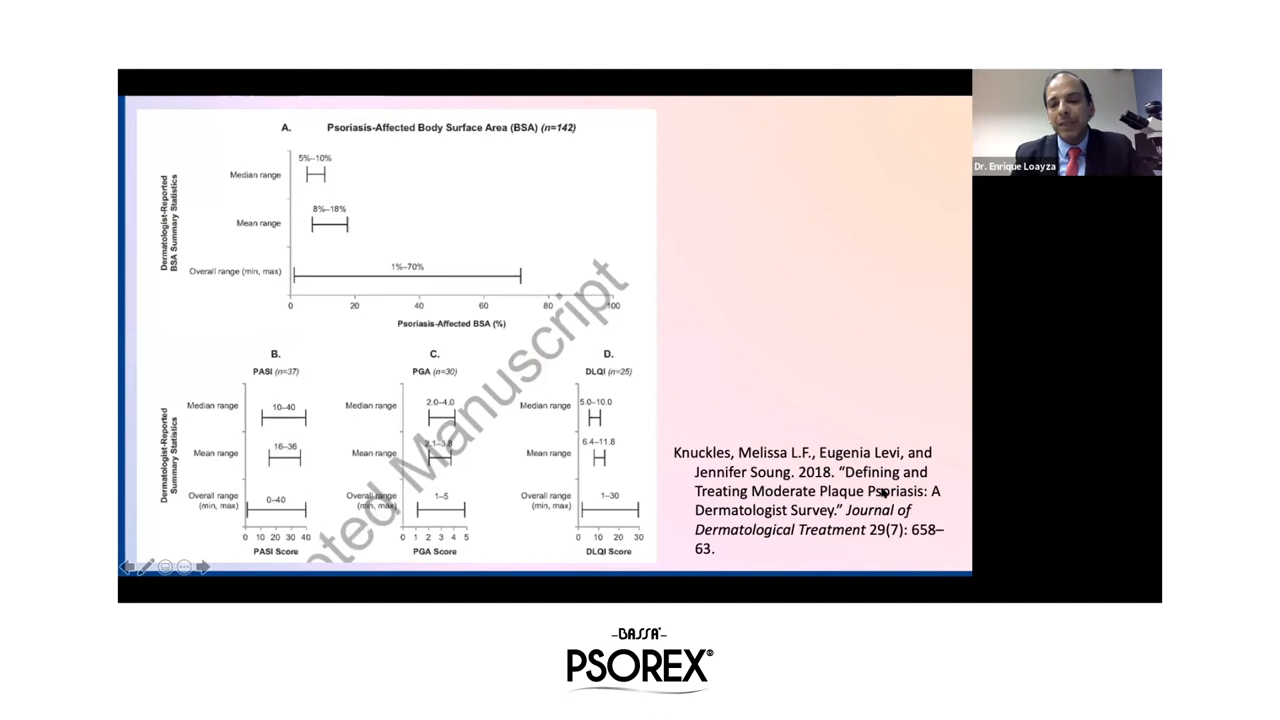 A. Psoriasis-Affected Body Surface Area (BSA) (n=142)
Dermatologist-Reported
BSA Summary Statistics
5%–10%
Median range
8%–18%
Mean range
1%–70%
Overall range (min, max)
0 20 40 60 80 100
Psoriasis-Affected BSA (%)
Dermatologist-Reported
Summary Statistics
B.
PASI (n=37)
Median range
10–40
Mean range
16–36
Overall range
(min, max)
0–40
0 10 20 30 40
PASI Score
C.
PGA (n=30)
Median range
2.0–4.0
Mean range
2.1–3.8
Overall range
(min, max)
1–5
0 1 2 3 4 5
PGA Score
D.
DLQI (n=25)
Median range
5.0–10.0
Mean range
6.4–11.8
Overall range
(min, max)
1–30
0 10 20 30
DLQI Score
ted Manuscript
Knuckles, Melissa L.F., Eugenia Levi, and
Jennifer Soung. 2018. “Defining and
Treating Moderate Plaque Psoriasis: A
Dermatologist Survey.” Journal of
Dermatological Treatment 29(7): 658–
63.
Dr. Enrique Loayza
–BASSA–
PSOREX®